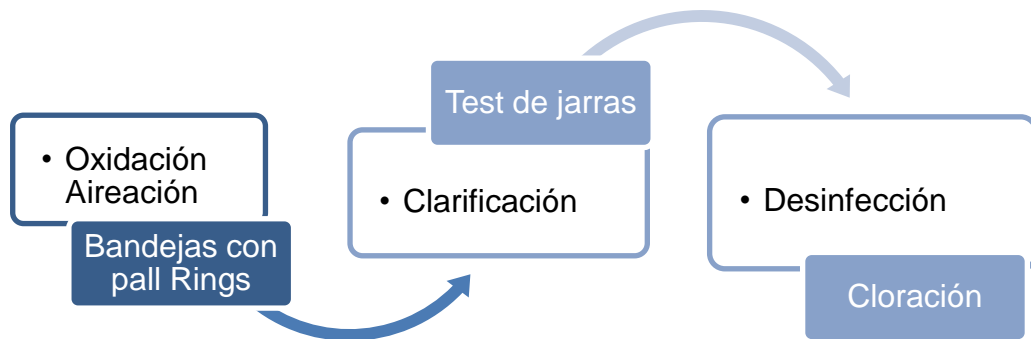 • Oxidación
Aireación
Bandejas con
pall Rings
Test de jarras
• Clarificación
• Desinfección
Cloración